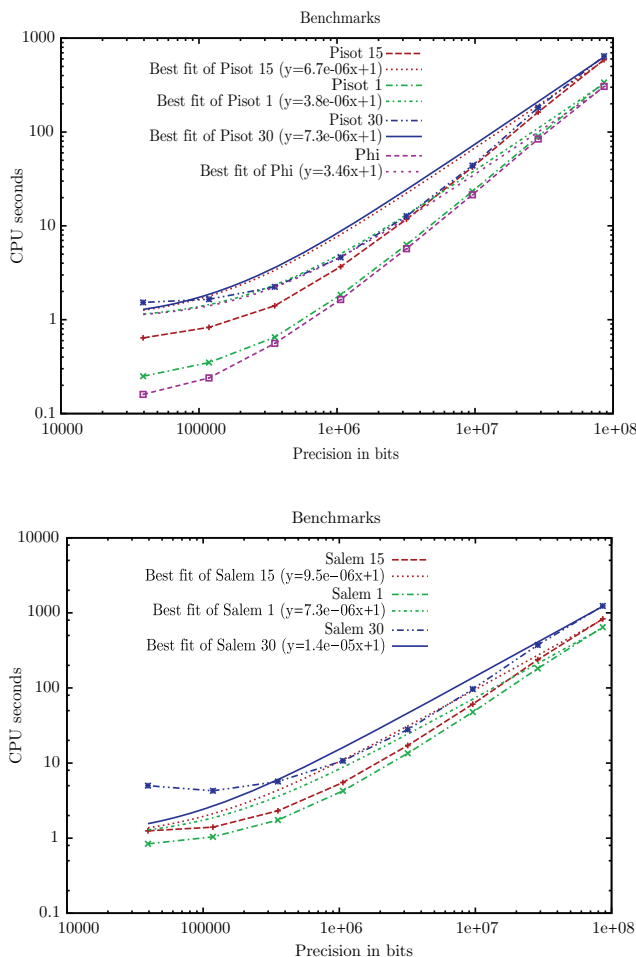 Benchmarks
1000
100
10
1
0.1
CPU seconds
Pisot 15
Best fit of Pisot 15 (y=6.7e-06x+1)
Pisot 1
Best fit of Pisot 1 (y=3.8e-06x+1)
Pisot 30
Best fit of Pisot 30 (y=7.3e-06x+1)
Phi
Best fit of Phi (y=3.46x+1)
10000 100000 1e+06 1e+07 1e+08
Precision in bits
Benchmarks
10000
1000
100
10
1
0.1
CPU seconds
Salem 15
Best fit of Salem 15 (y=9.5e−06x+1)
Salem 1
Best fit of Salem 1 (y=7.3e−06x+1)
Salem 30
Best fit of Salem 30 (y=1.4e−05x+1)
10000 100000 1e+06 1e+07 1e+08
Precision in bits